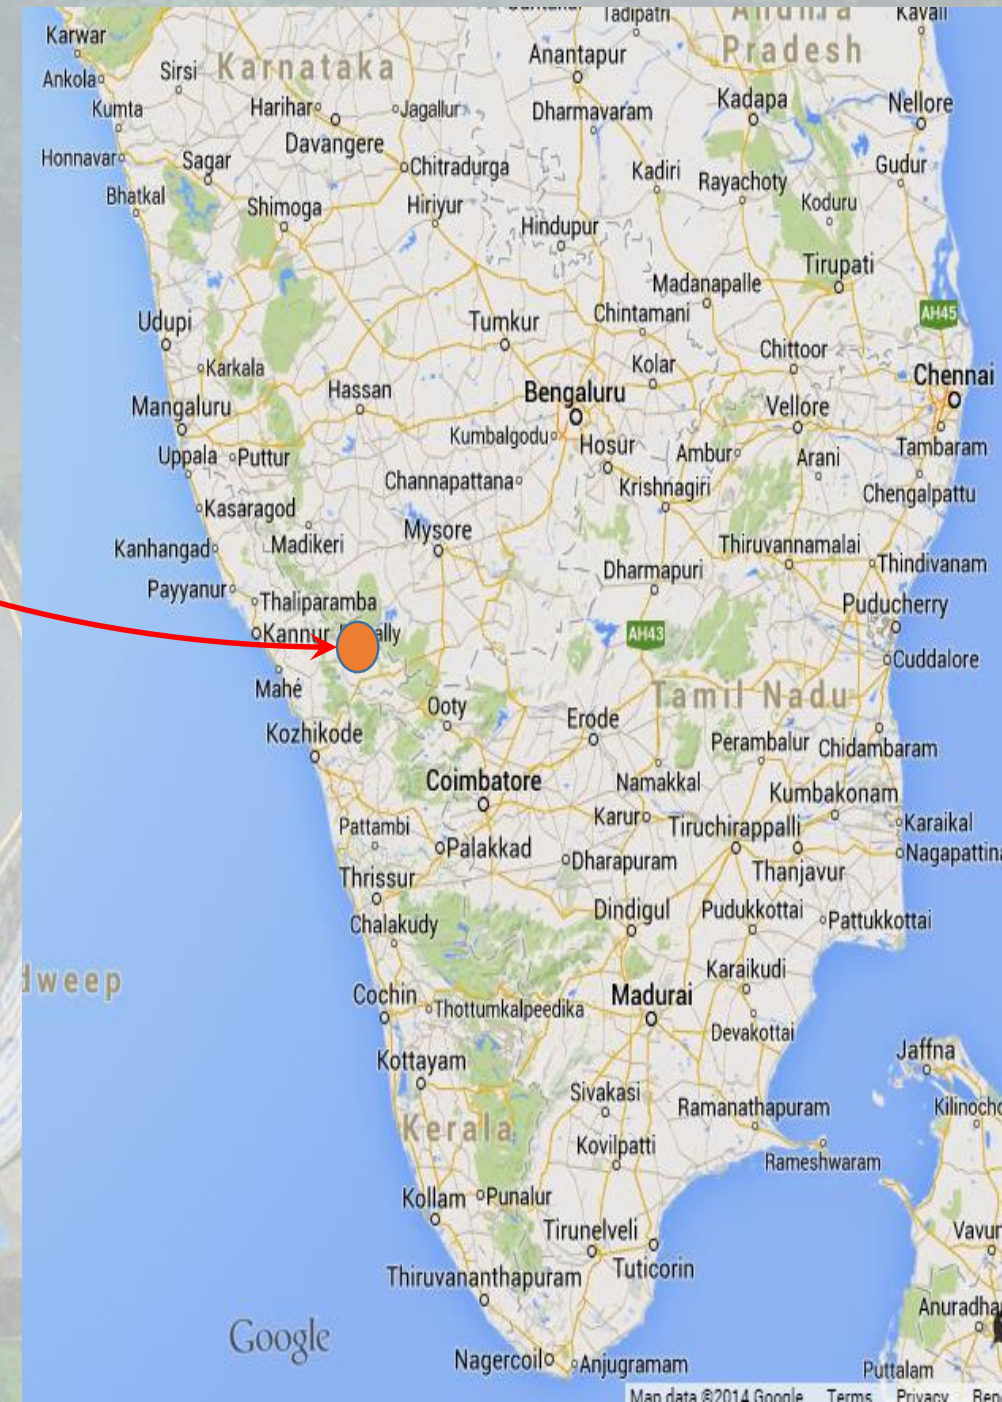 Tadipatri
Andhra
Pradesh
Kavali
Karwar
Ankola
Sirsi
Karnataka
Anantapur
Kumta
Harihar
Jagallur
Dharmavaram
Kadapa
Nellore
Davangere
Honnavar
Sagar
Chitradurga
Kadiri
Rayachoty
Gudur
Bhatkal
Shimoga
Hiriyur
Koduru
Hindupur
Tirupati
Madanapalle
Udupi
Tumkur
Chintamani
AH45
Karkala
Hassan
Kolar
Chittoor
Chennai
Mangaluru
Bengaluru
Vellore
Uppala
Puttur
Kumbalgodu
Hosur
Ambur
Arani
Tambaram
Channapattana
Krishnagiri
Chengalpattu
Kasaragod
Kanhangad
Madikeri
Mysore
Thiruvannamalai
Thindivanam
Payyanur
Thaliparamba
Dharmapuri
Puducherry
Kannur
ally
AH43
Cuddalore
Mahé
Ooty
Tamil Nadu
Kozhikode
Erode
Perambalur
Chidambaram
Coimbatore
Namakkal
Kumbakonam
Pattambi
Karur
Tiruchirappalli
Karaikal
Palakkad
Dharapuram
Thanjavur
Nagapattina
Thrissur
Chalakudy
Dindigul
Pudukkottai
Pattukkottai
dweep
Karaikudi
Cochin
Thottumkalpeedika
Madurai
Devakottai
Kottayam
Jaffna
Sivakasi
Ramanathapuram
Kilinoch
Kerala
Kovilpatti
Rameshwaram
Kollam
Punalur
Tirunelveli
Vavur
Thiruvananthapuram
Tuticorin
Anuradha
Google
Nagercoil
Anjugramam
Puttalam
Map data ©2014 Google Terms Privacy Rep